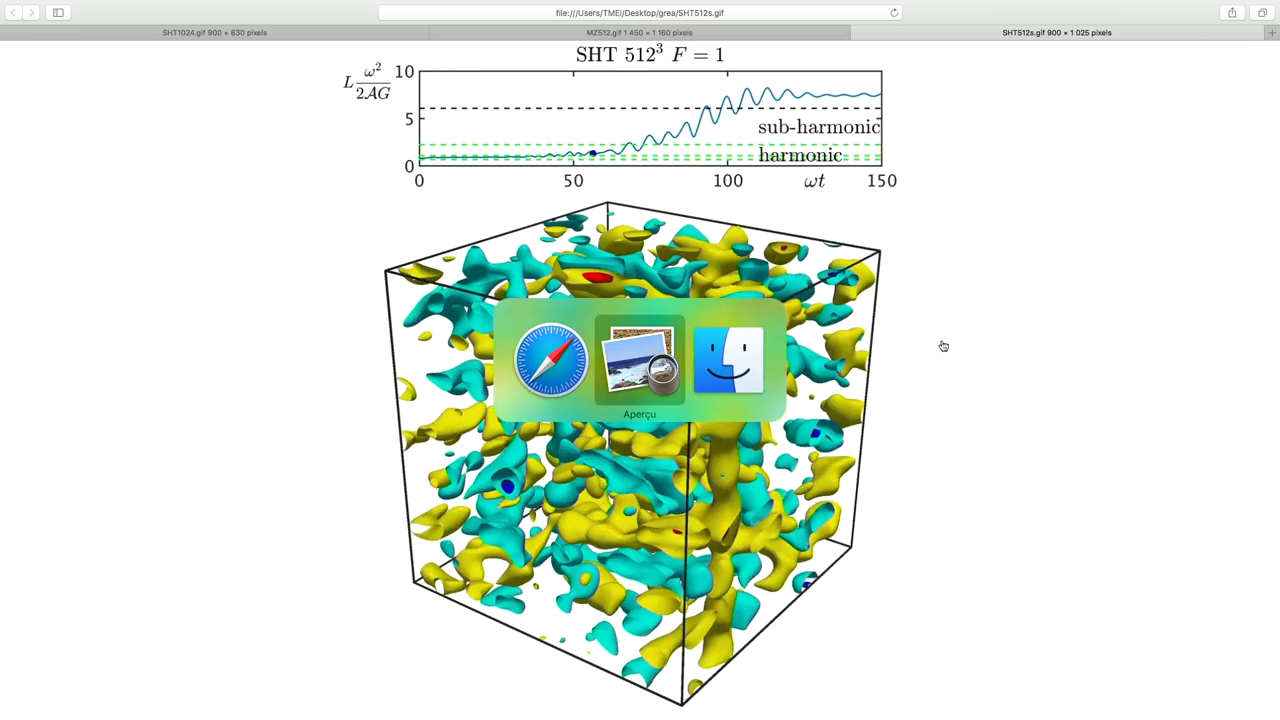 file:///Users/TMEI/Desktop/grea/SHT512s.gif
SHT1024.gif 900 × 630 pixels
MZ512.gif 1 450 × 1 160 pixels
SHT512s.gif 900 × 1 025 pixels
SHT 512³ F = 1
L ω²/2𝒜G
10
5
0
sub-harmonic
harmonic
0 50 100 ωt 150
Aperçu